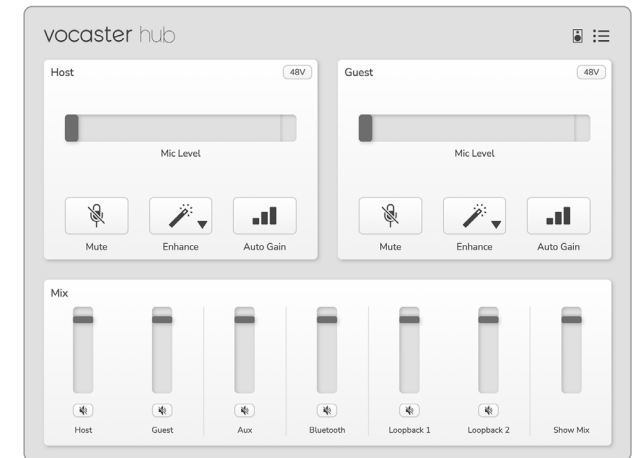 vocaster hub
Host 48V
Mic Level
Mute Enhance Auto Gain
Guest 48V
Mic Level
Mute Enhance Auto Gain
Mix
Host Guest Aux Bluetooth Loopback 1 Loopback 2 Show Mix